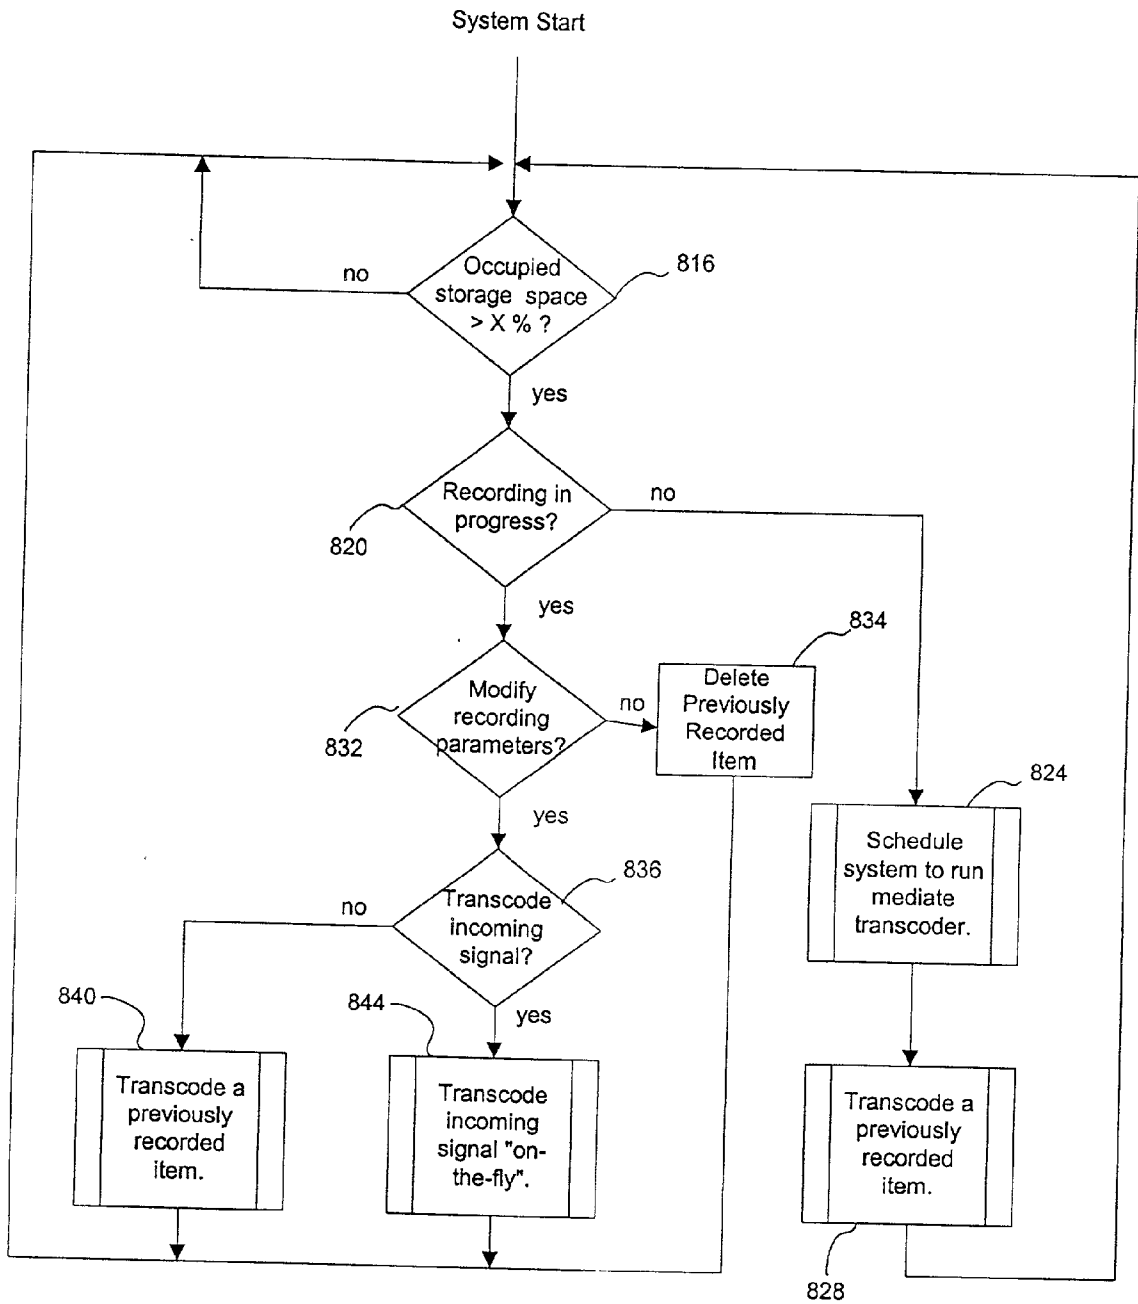 System Start
Occupied
storage space
> X % ?
816
no
yes
Recording in
progress?
820
no
yes
Modify
recording
parameters?
832
no
834
Delete
Previously
Recorded
Item
yes
824
Schedule
system to run
mediate
transcoder.
Transcode
incoming
signal?
836
no
yes
840
Transcode a
previously
recorded
item.
844
Transcode
incoming
signal "on-
the-fly".
Transcode a
previously
recorded
item.
828